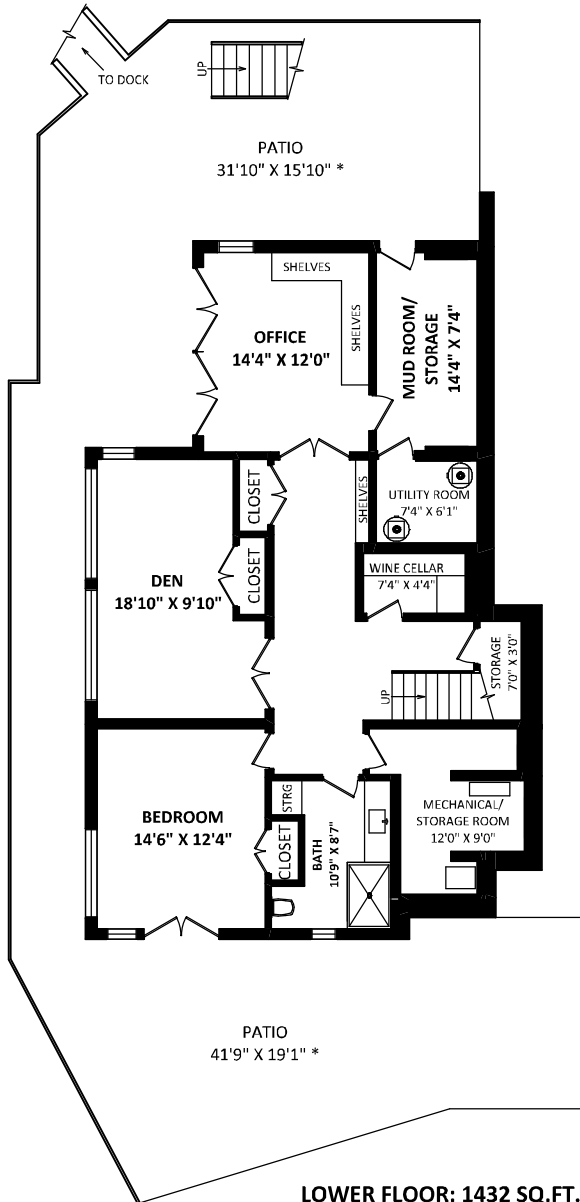 UP
TO DOCK
PATIO
31'10" X 15'10" *
SHELVES
SHELVES
OFFICE
14'4" X 12'0"
MUD ROOM/
STORAGE
14'4" X 7'4"
CLOSET
SHELVES
UTILITY ROOM
7'4" X 6'1"
CLOSET
WINE CELLAR
7'4" X 4'4"
DEN
18'10" X 9'10"
STORAGE
7'0" X 3'0"
UP
STRG
BEDROOM
14'6" X 12'4"
CLOSET
BATH
10'9" X 8'7"
MECHANICAL/
STORAGE ROOM
12'0" X 9'0"
PATIO
41'9" X 19'1" *
LOWER FLOOR: 1432 SQ.FT.